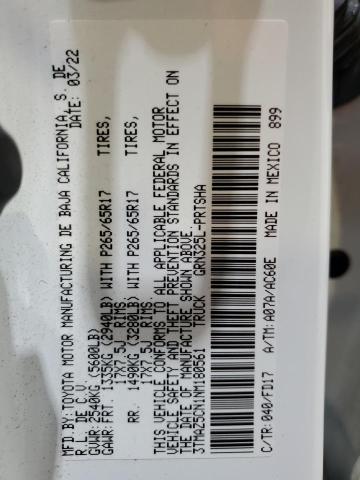 MFD.BY:TOYOTA MOTOR MANUFACTURING DE BAJA CALIFORNIA, S. DE
R.L. DE C.V. DATE: 03/22
GVWR:2540KG(5600LB)
GAWR:FRT. 1335KG(2940LB)WITH P265/65R17 TIRES,
17X7.5J RIMS.
RR. 1490KG(3280LB)WITH P265/65R17 TIRES,
17X7.5J RIMS.
THIS VEHICLE CONFORMS TO ALL APPLICABLE FEDERAL MOTOR
VEHICLE SAFETY AND THEFT PREVENTION STANDARDS IN EFFECT ON
THE DATE OF MANUFACTURE SHOWN ABOVE.
3TMAZ5CN1NM180561 TRUCK GRN325L-PRTSHA
C/TR:040/FD17 A/TM:A07A/AC60E MADE IN MEXICO 899